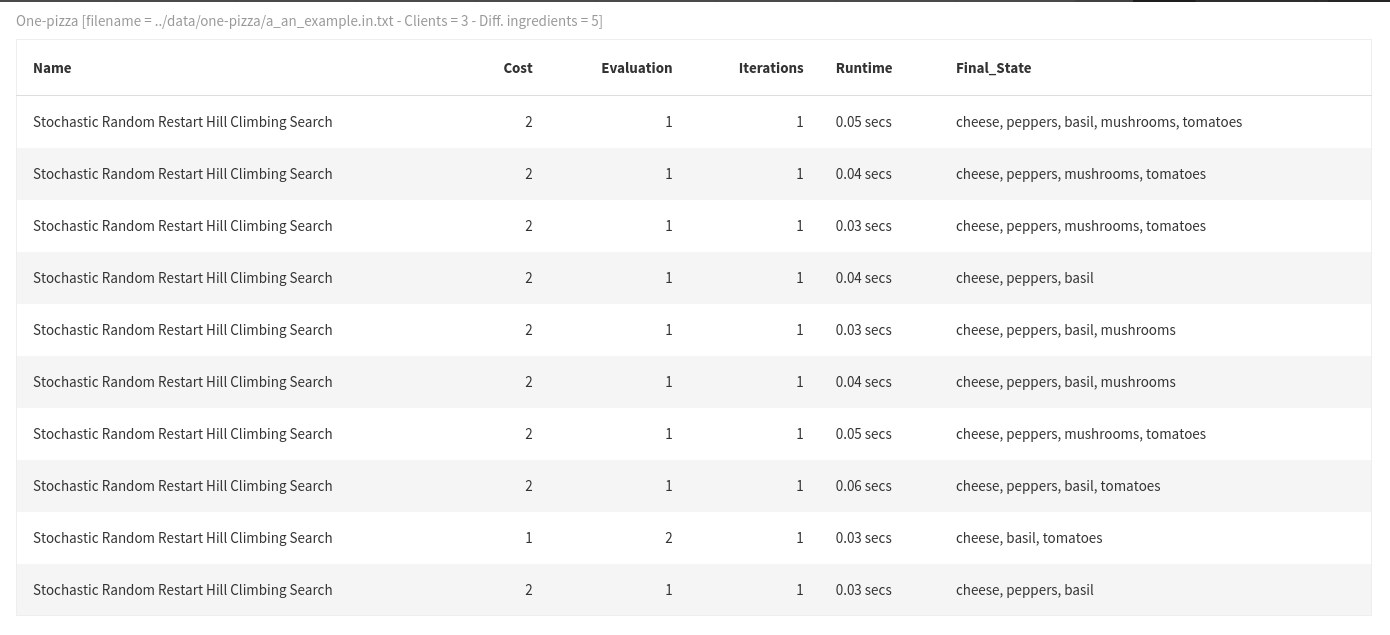 One-pizza [filename = ../data/one-pizza/a_an_example.in.txt - Clients = 3 - Diff. ingredients = 5]
Name Cost Evaluation Iterations Runtime Final_State
Stochastic Random Restart Hill Climbing Search 2 1 1 0.05 secs cheese, peppers, basil, mushrooms, tomatoes
Stochastic Random Restart Hill Climbing Search 2 1 1 0.04 secs cheese, peppers, mushrooms, tomatoes
Stochastic Random Restart Hill Climbing Search 2 1 1 0.03 secs cheese, peppers, mushrooms, tomatoes
Stochastic Random Restart Hill Climbing Search 2 1 1 0.04 secs cheese, peppers, basil
Stochastic Random Restart Hill Climbing Search 2 1 1 0.03 secs cheese, peppers, basil, mushrooms
Stochastic Random Restart Hill Climbing Search 2 1 1 0.04 secs cheese, peppers, basil, mushrooms
Stochastic Random Restart Hill Climbing Search 2 1 1 0.05 secs cheese, peppers, mushrooms, tomatoes
Stochastic Random Restart Hill Climbing Search 2 1 1 0.06 secs cheese, peppers, basil, tomatoes
Stochastic Random Restart Hill Climbing Search 1 2 1 0.03 secs cheese, basil, tomatoes
Stochastic Random Restart Hill Climbing Search 2 1 1 0.03 secs cheese, peppers, basil